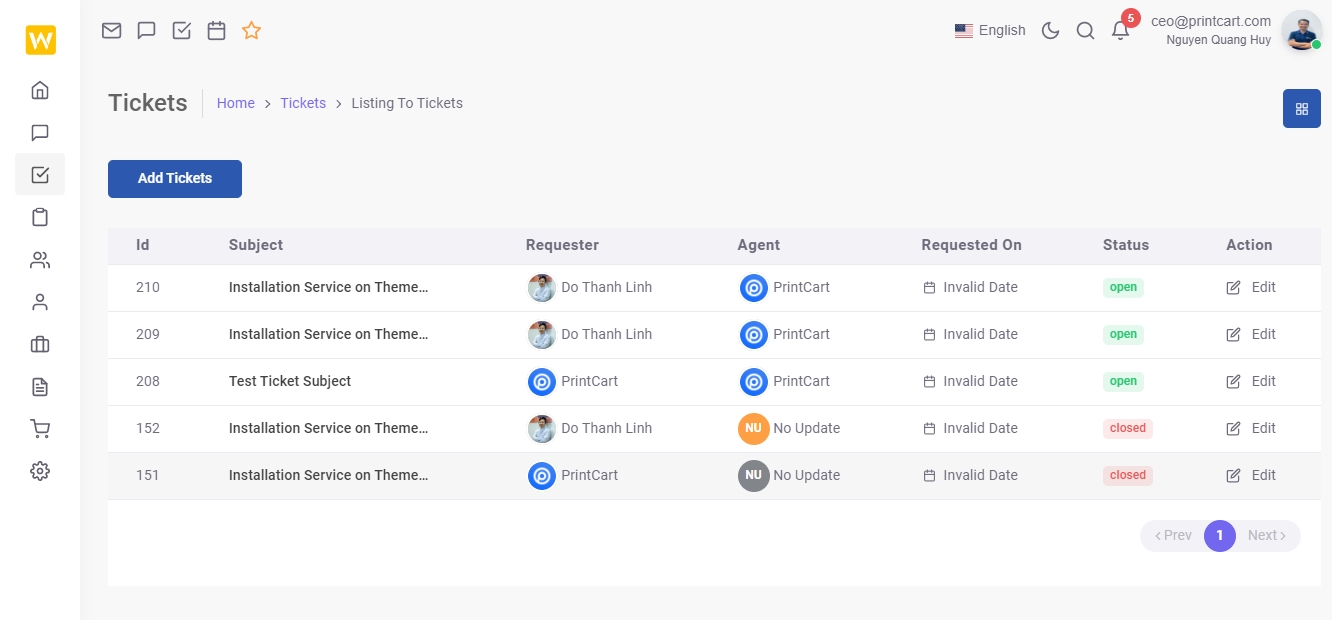 W
English
5
ceo@printcart.com
Nguyen Quang Huy
Tickets
Home > Tickets > Listing To Tickets
Add Tickets
Id Subject Requester Agent Requested On Status Action
210 Installation Service on Theme... Do Thanh Linh PrintCart Invalid Date open Edit
209 Installation Service on Theme... Do Thanh Linh PrintCart Invalid Date open Edit
208 Test Ticket Subject PrintCart PrintCart Invalid Date open Edit
152 Installation Service on Theme... Do Thanh Linh NU No Update Invalid Date closed Edit
151 Installation Service on Theme... PrintCart NU No Update Invalid Date closed Edit
‹ Prev 1 Next ›